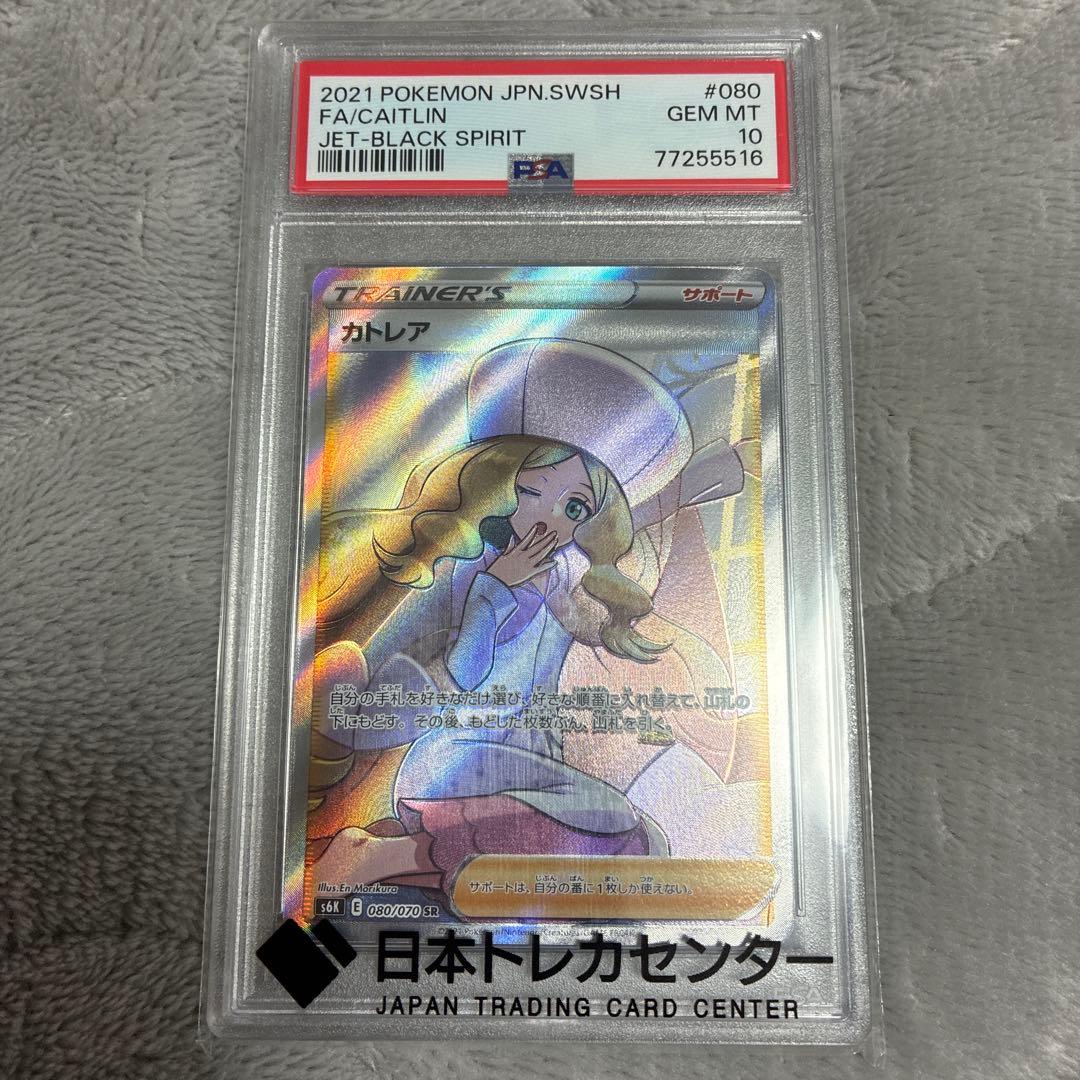 2021 POKEMON JPN.SWSH #080
FA/CAITLIN GEM MT
JET-BLACK SPIRIT 10
77255516
PSA
TRAINER'S サポート
カトレア
自分の手札を好きなだけ選び、好きな順番に入れ替えて、山札の
下にもどす。その後、もどした枚数ぶん、山札を引く。
サポートは、自分の番に1枚しか使えない。
Illus.En Morikura
s6K E 080/070 SR
日本トレカセンター
JAPAN TRADING CARD CENTER